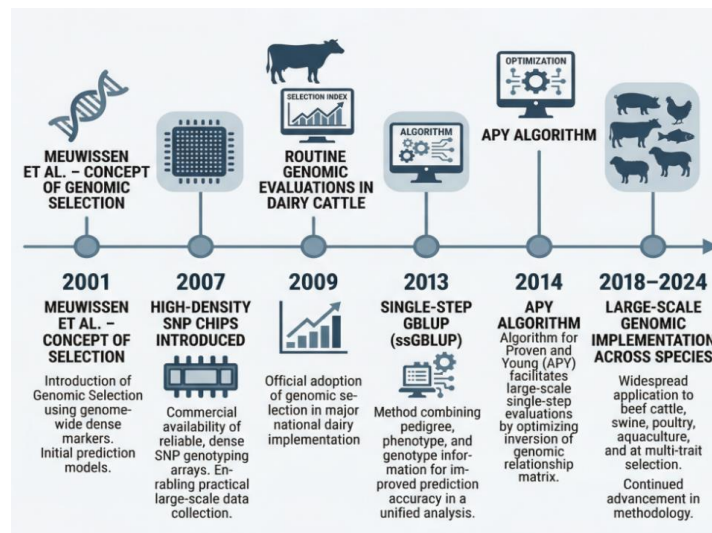 MEUWISSEN
ET AL. – CONCEPT
OF GENOMIC
SELECTION
SELECTION INDEX
ROUTINE
GENOMIC
EVALUATIONS IN
DAIRY CATTLE
ALGORITHM
OPTIMIZATION
APY ALGORITHM
2001
MEUWISSEN
ET AL. –
CONCEPT OF
SELECTION
Introduction of
Genomic Selection
using genome-
wide dense
markers.
Initial prediction
models.
2007
HIGH-DENSITY
SNP CHIPS
INTRODUCED
Commercial
availability of
reliable, dense
SNP genotyping
arrays. En-
rabling practical
large-scale data
collection.
2009
Official adoption
of genomic se-
lection in major
national dairy
implementation
2013
SINGLE-STEP
GBLUP
(ssGBLUP)
Method combining
pedigree,
phenotype, and
genotype infor-
mation for im-
proved prediction
accuracy in a
unified analysis.
2014
APY
ALGORITHM
Algorithm for
Proven and
Young (APY)
facilitates
large-scale
single-step
evaluations
by optimizing
inversion of
genomic
relationship
matrix.
2018–2024
LARGE-SCALE
GENOMIC
IMPLEMENTATION
ACROSS SPECIES
Widespread
application to
beef cattle,
swine, poultry,
aquaculture,
and at multi-trait
selection.
Continued
advancement in
methodology.